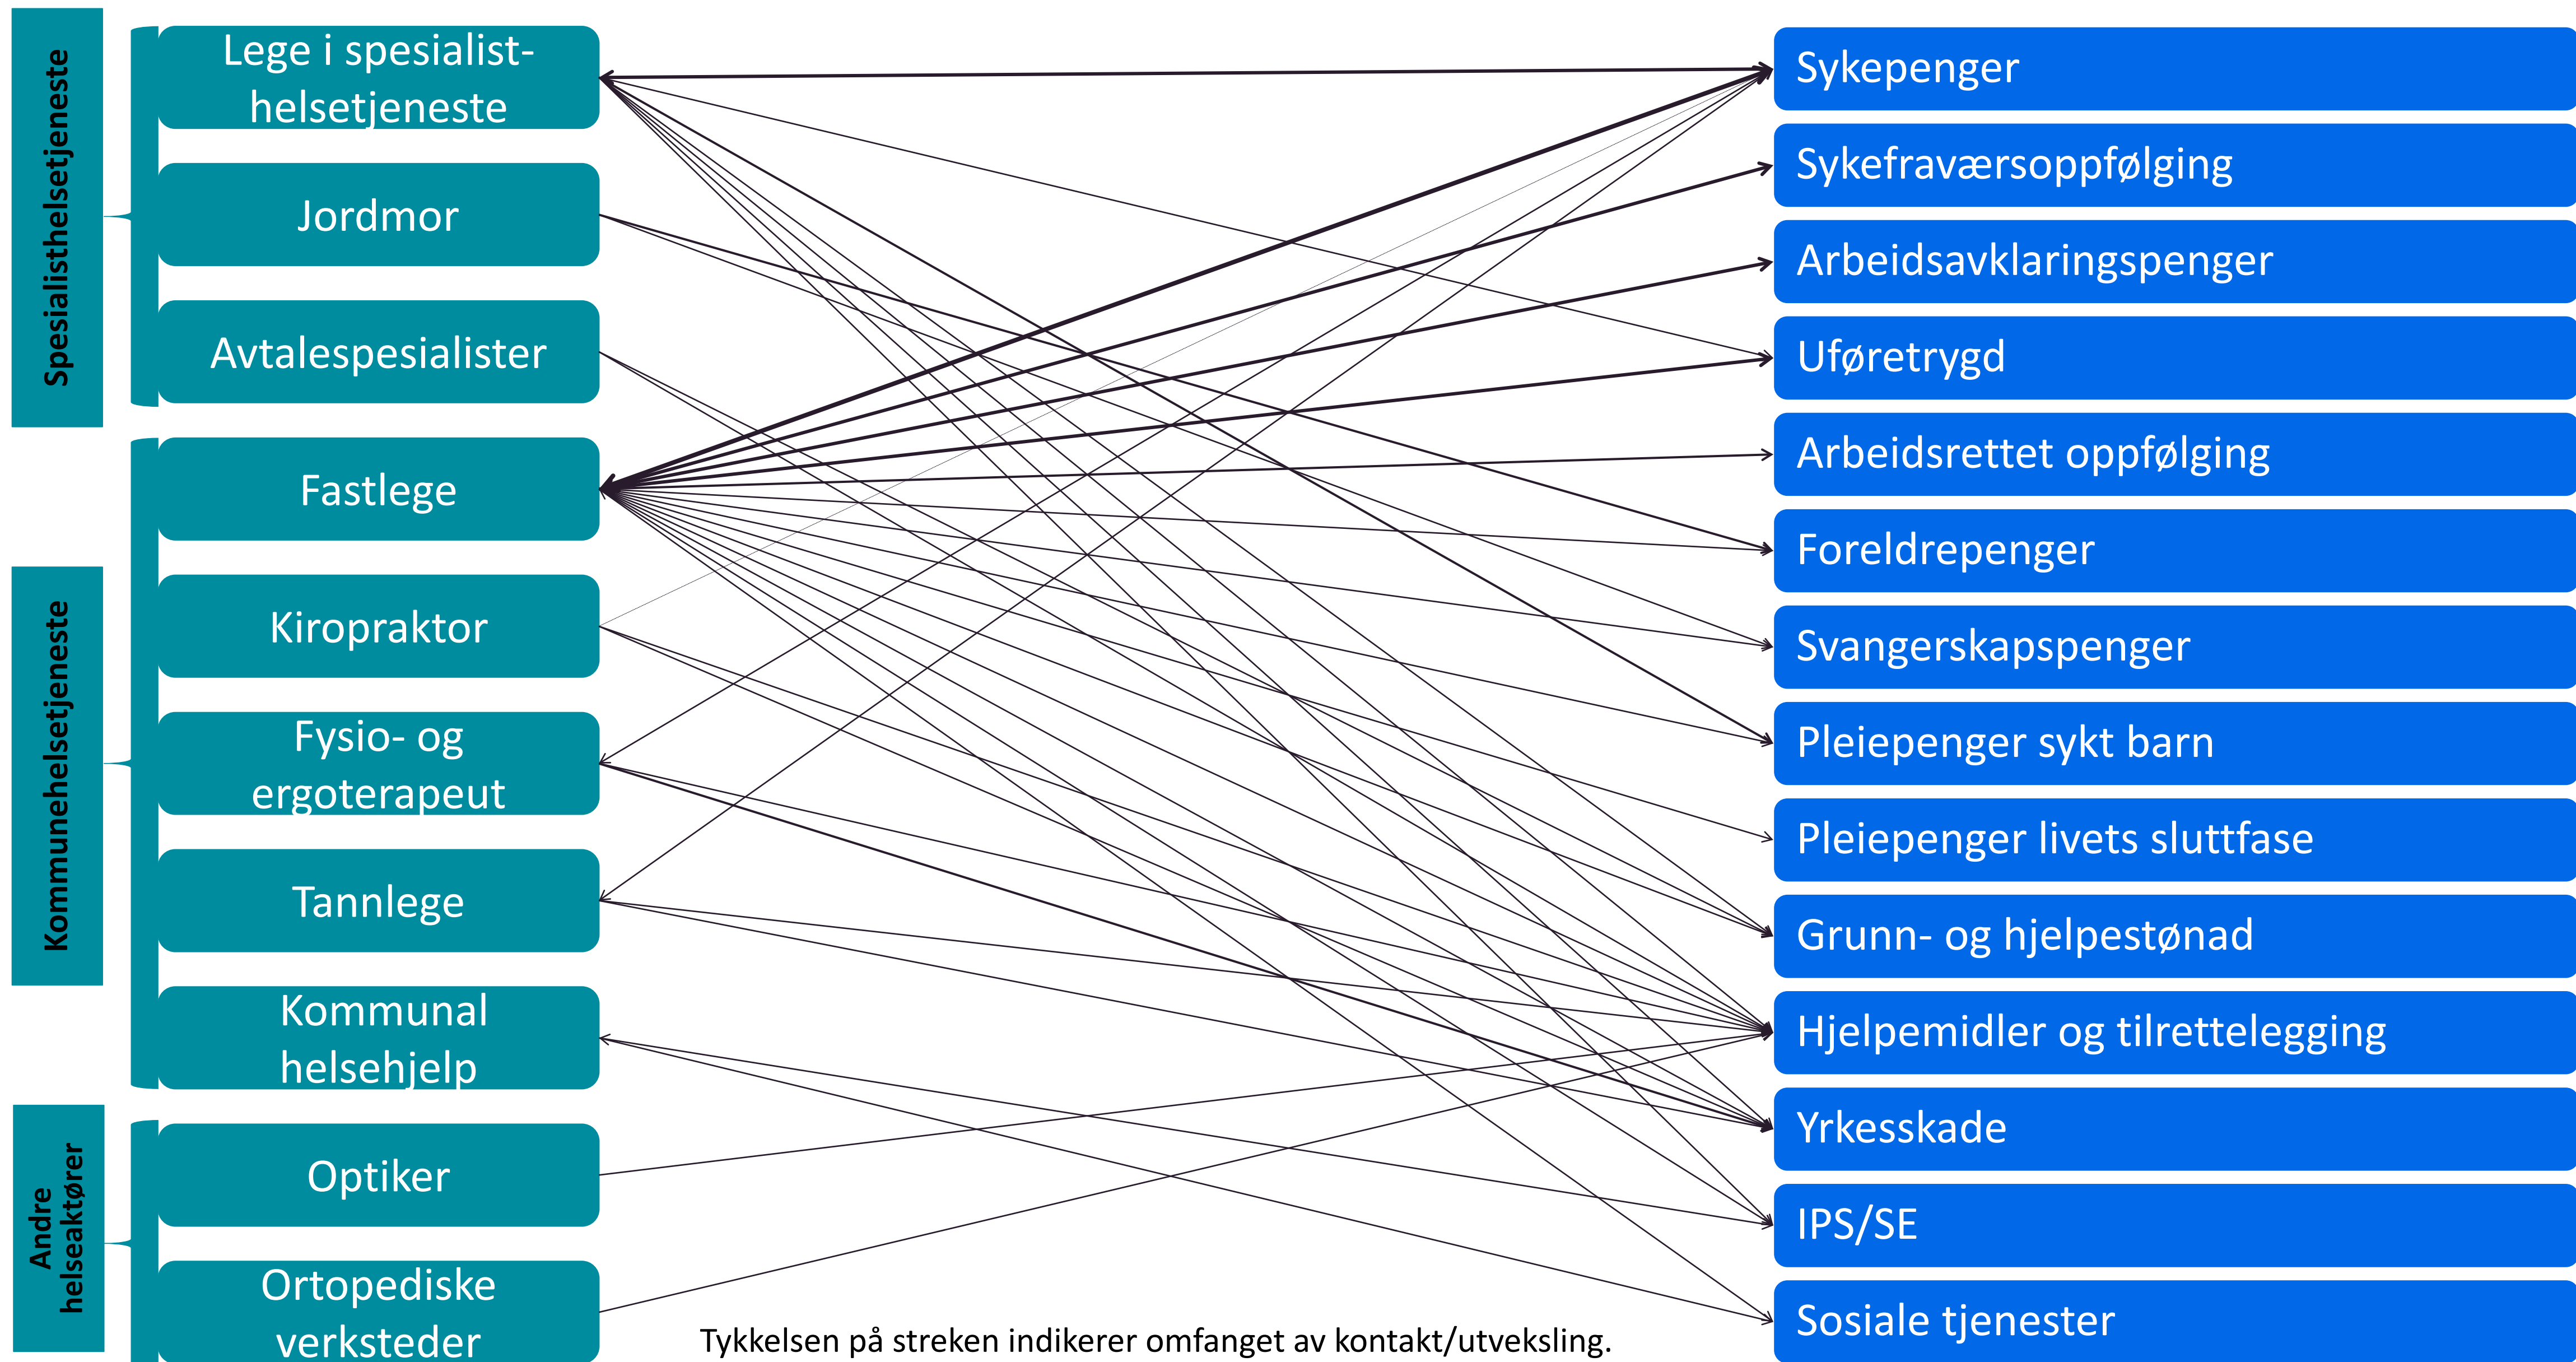 Spesialisthelsetjeneste
Lege i spesialist-
helsetjeneste
Jordmor
Avtalespesialister
Kommunehelsetjeneste
Fastlege
Kiropraktor
Fysio- og
ergoterapeut
Tannlege
Kommunal
helsehjelp
Andre
helseaktører
Optiker
Ortopediske
verksteder
Sykepenger
Sykefraværsoppfølging
Arbeidsavklaringspenger
Uføretrygd
Arbeidsrettet oppfølging
Foreldrepenger
Svangerskapspenger
Pleiepenger sykt barn
Pleiepenger livets sluttfase
Grunn- og hjelpestønad
Hjelpemidler og tilrettelegging
Yrkesskade
IPS/SE
Sosiale tjenester
Tykkelsen på streken indikerer omfanget av kontakt/utveksling.